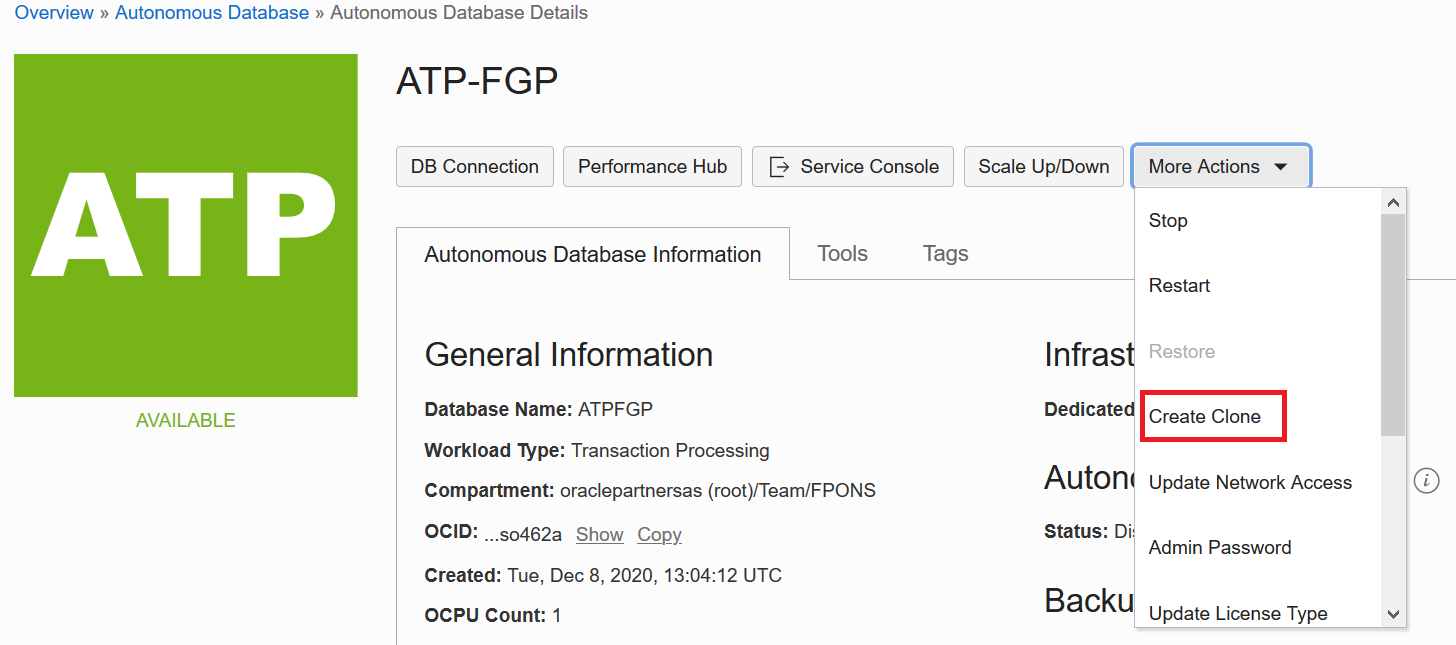 Overview » Autonomous Database » Autonomous Database Details
ATP
AVAILABLE
ATP-FGP
DB Connection Performance Hub Service Console Scale Up/Down More Actions
Stop
Restart
Restore
Create Clone
Update Network Access
Admin Password
Update License Type
Autonomous Database Information Tools Tags
General Information
Database Name: ATPFGP
Workload Type: Transaction Processing
Compartment: oraclepartnersas (root)/Team/FPONS
OCID: ...so462a Show Copy
Created: Tue, Dec 8, 2020, 13:04:12 UTC
OCPU Count: 1
Infrast
Dedicated
Auton
Status: Di
Backu
i